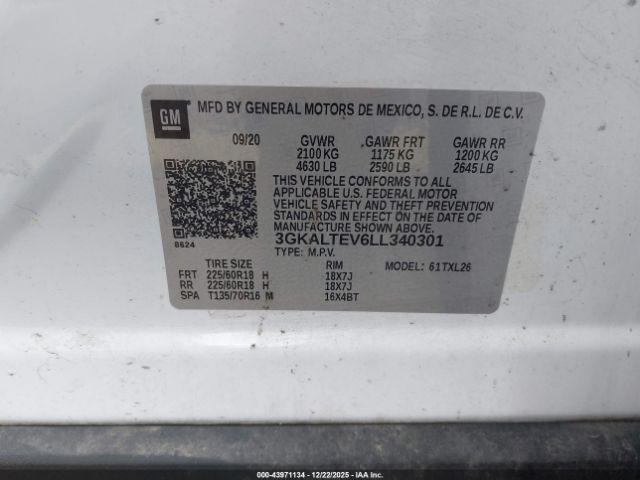 GM
MFD BY GENERAL MOTORS DE MEXICO, S. DE R.L. DE C.V.
09/20 GVWR GAWR FRT GAWR RR
2100 KG 1175 KG 1200 KG
4630 LB 2590 LB 2645 LB
THIS VEHICLE CONFORMS TO ALL
APPLICABLE U.S. FEDERAL MOTOR
VEHICLE SAFETY AND THEFT PREVENTION
STANDARDS IN EFFECT ON THE DATE OF
MANUFACTURE SHOWN ABOVE.
3GKALTEV6LL340301
8624
TYPE: M.P.V.
TIRE SIZE RIM MODEL: 61TXL26
FRT 225/60R18 H 18X7J
RR 225/60R18 H 18X7J
SPA T135/70R16 M 16X4BT
000-43971134 - 12/22/2025 - IAA, Inc.